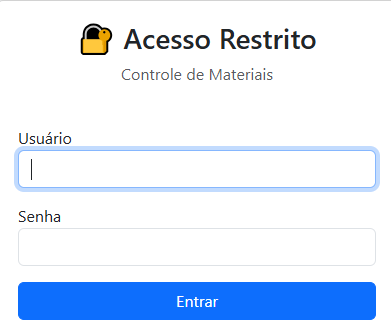 Acesso Restrito
Controle de Materiais
Usuário
Senha
Entrar